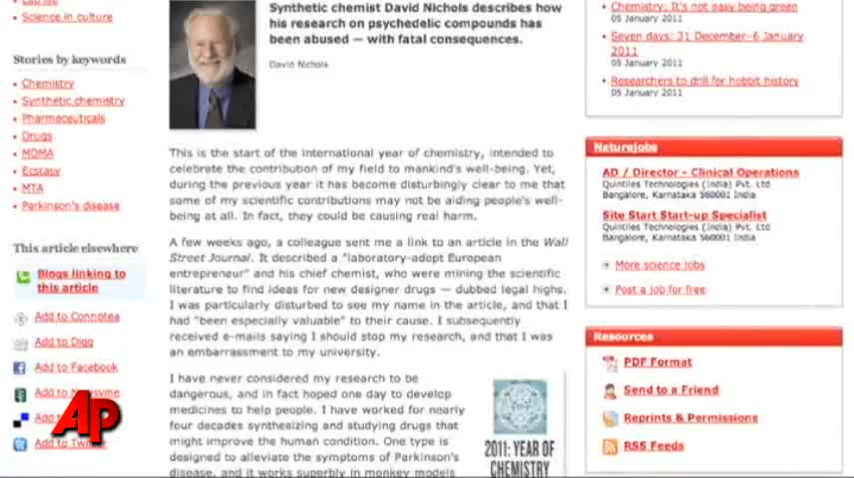 Science in culture
Stories by keywords
Chemistry
Synthetic chemistry
Pharmaceuticals
Drugs
MDMA
Ecstasy
MTA
Parkinson's disease
This article elsewhere
Blogs linking to
this article
Add to Connotea
Add to Digg
Add to Facebook
Add to
Add to
AP
Synthetic chemist David Nichols describes how
his research on psychedelic compounds has
been abused — with fatal consequences.
David Nichols
This is the start of the International year of chemistry, intended to
celebrate the contribution of my field to mankind's well-being. Yet,
during the previous year it has become disturbingly clear to me that
some of my scientific contributions may not be aiding people's well-
being at all. In fact, they could be causing real harm.
A few weeks ago, a colleague sent me a link to an article in the Wall
Street Journal. It described a "laboratory-adept European
entrepreneur" and his chief chemist, who were mining the scientific
literature to find ideas for new designer drugs — dubbed legal highs.
I was particularly disturbed to see my name in the article, and that I
had "been especially valuable" to their cause. I subsequently
received e-mails saying I should stop my research, and that I was
an embarrassment to my university.
I have never considered my research to be
dangerous, and in fact hoped one day to develop
medicines to help people. I have worked for nearly
four decades synthesizing and studying drugs that
might improve the human condition. One type is
designed to alleviate the symptoms of Parkinson's
disease, and it works superbly in monkey models
2011: YEAR OF
CHEMISTRY
Chemistry: It's not easy being green
05 January 2011
Seven days: 31 December–6 January
2011
05 January 2011
Researchers to drill for hobbit history
05 January 2011
Naturejobs
AD / Director - Clinical Operations
Quintiles Technologies (India) Pvt. Ltd
Bangalore, Karnataka 560001 India
Site Start Start-up Specialist
Quintiles Technologies (India) Pvt. Ltd
Bangalore, Karnataka 560001 India
More science jobs
Post a job for free
Resources
PDF Format
Send to a Friend
Reprints & Permissions
RSS Feeds